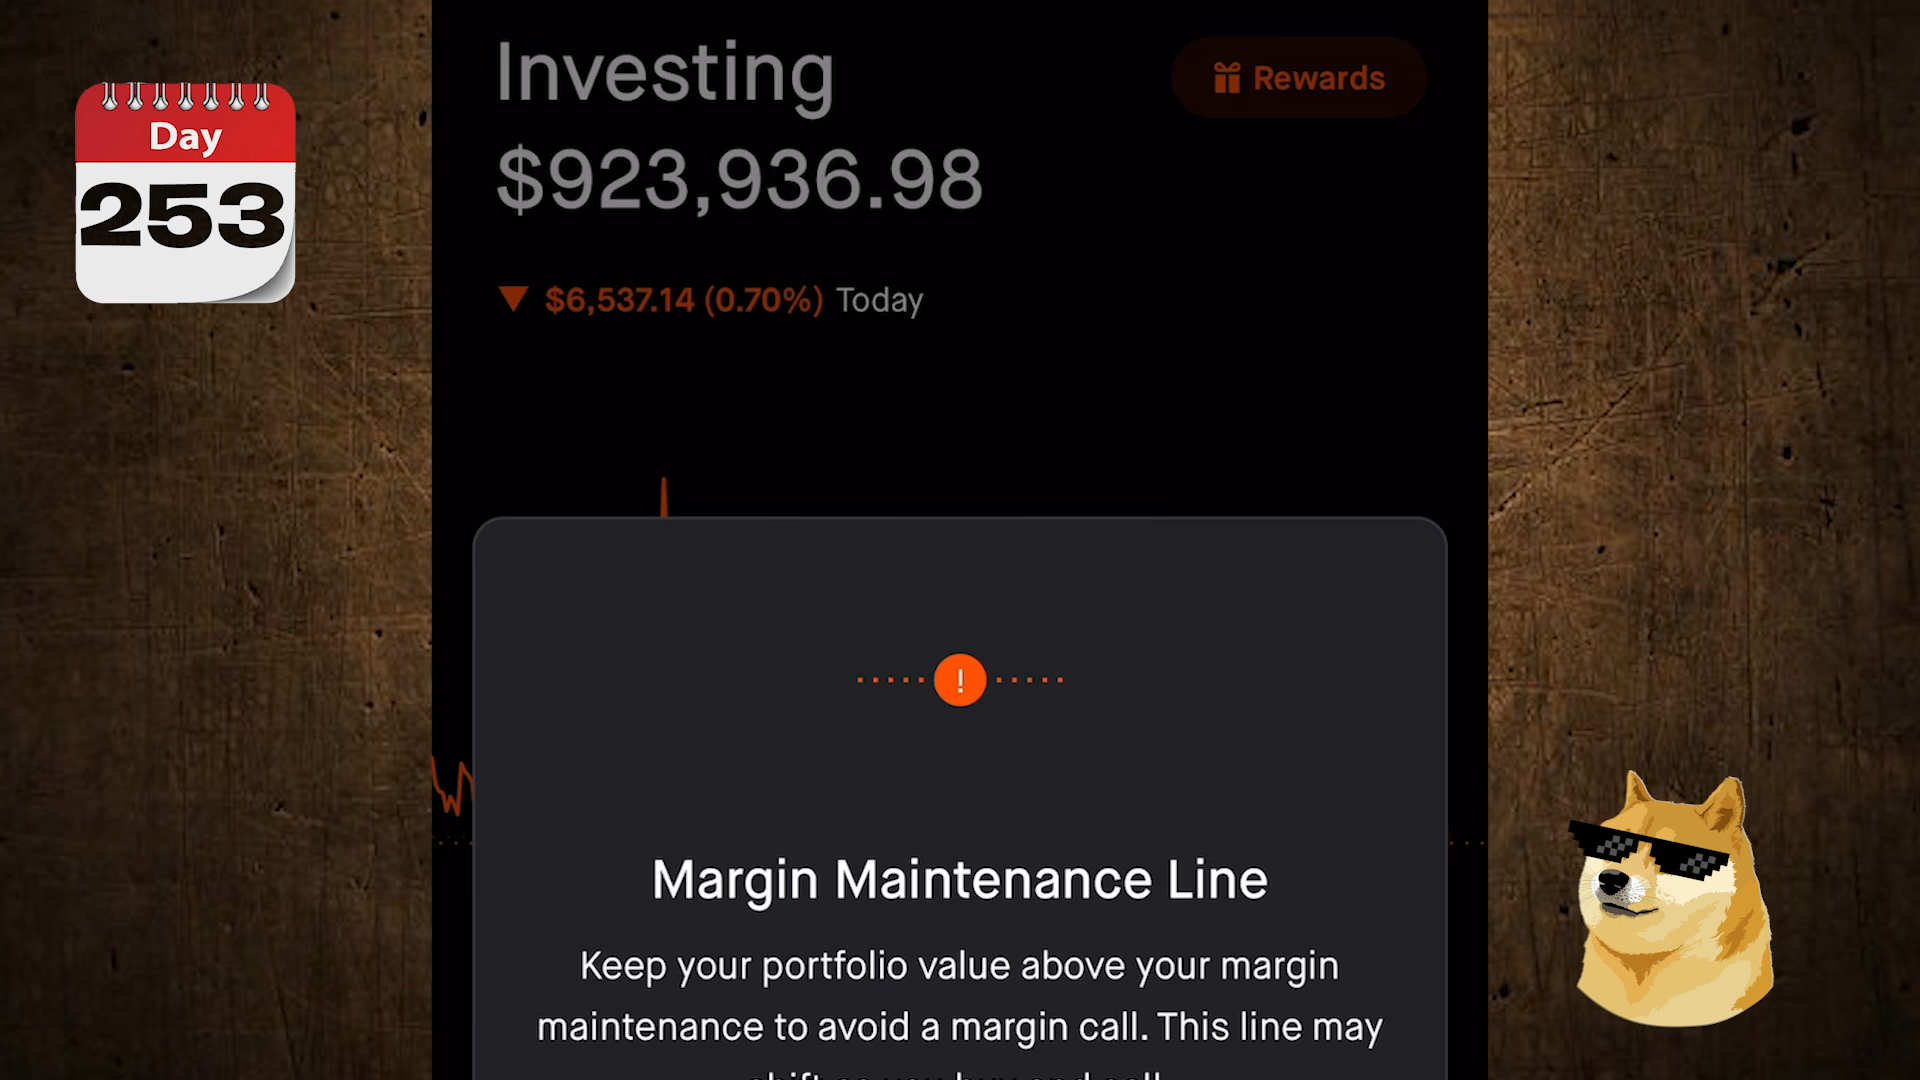 Day
253
Investing
Rewards
$923,936.98
▼ $6,537.14 (0.70%) Today
!
Margin Maintenance Line
Keep your portfolio value above your margin
maintenance to avoid a margin call. This line may